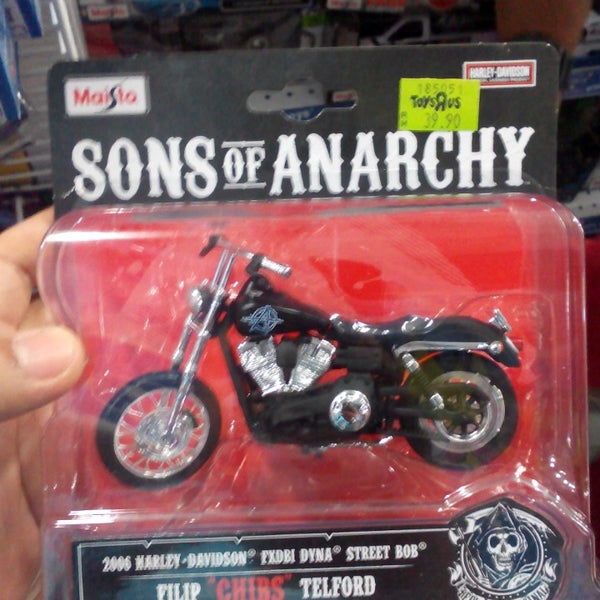 Maisto
HARLEY-DAVIDSON
185051
TOYS"R"US
39.90
SONS OF ANARCHY
2006 HARLEY-DAVIDSON® FXDBI DYNA® STREET BOB®
FILIP "CHIBS" TELFORD